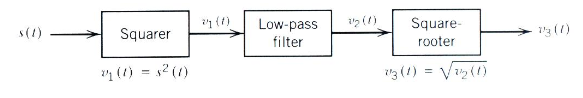 s(t)
Squarer
v₁(t)
Low-pass
filter
v₂(t)
Square-
rooter
v₃(t)
v₁(t) = s²(t)
v₃(t) = √v₂(t)